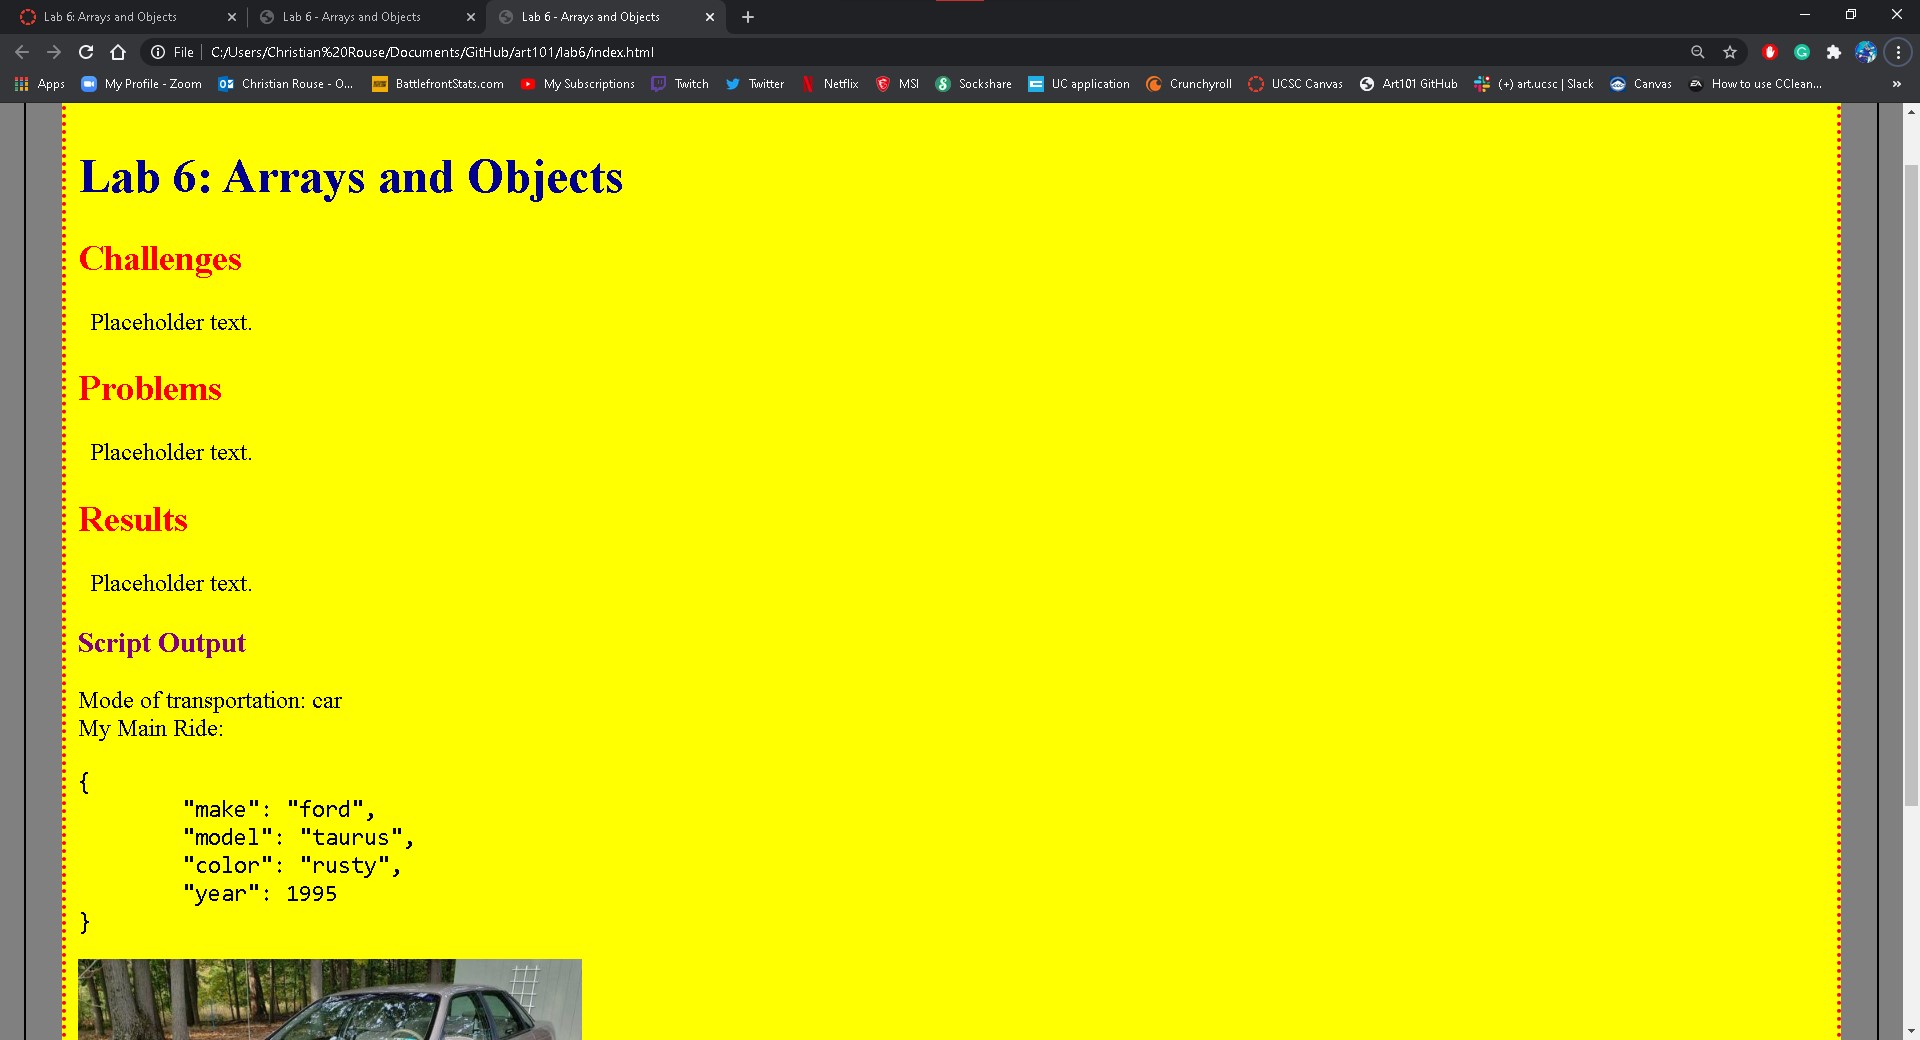 Lab 6: Arrays and Objects
Lab 6 - Arrays and Objects
Lab 6 - Arrays and Objects
File C:/Users/Christian%20Rouse/Documents/GitHub/art101/lab6/index.html
Apps My Profile - Zoom Christian Rouse - O... BattlefrontStats.com My Subscriptions Twitch Twitter Netflix MSI Sockshare UC application Crunchyroll UCSC Canvas Art101 GitHub (+) art.ucsc | Slack Canvas How to use CClean... »
Lab 6: Arrays and Objects
Challenges
Placeholder text.
Problems
Placeholder text.
Results
Placeholder text.
Script Output
Mode of transportation: car
My Main Ride:
{
"make": "ford",
"model": "taurus",
"color": "rusty",
"year": 1995
}